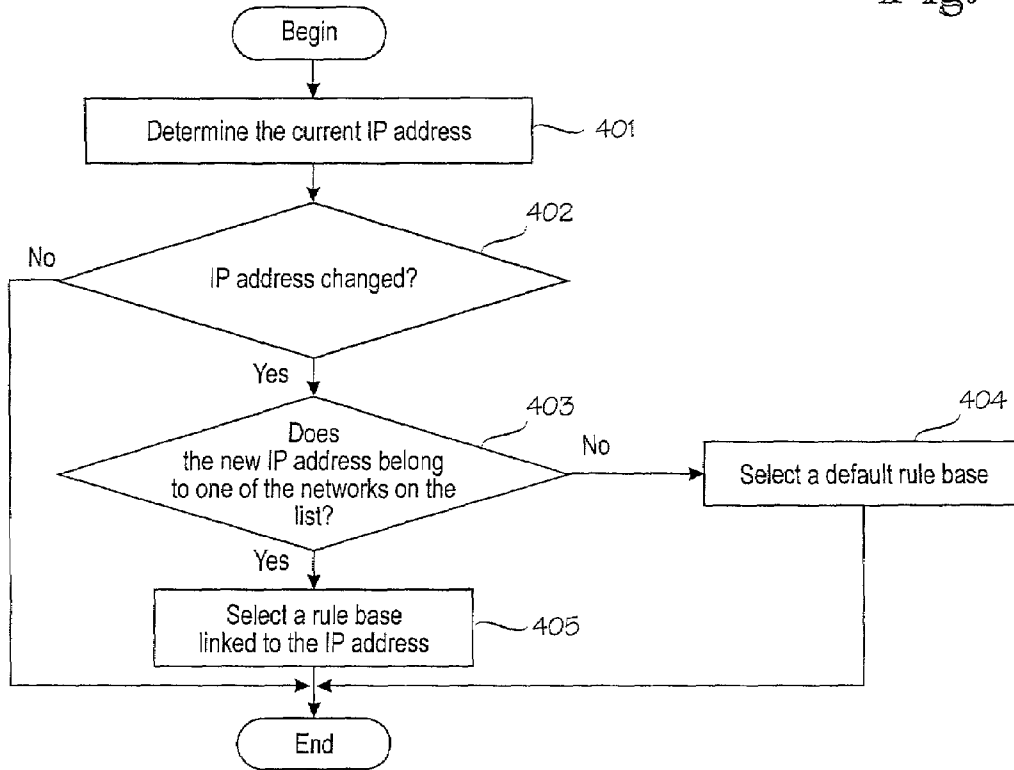 Fig.
Begin
Determine the current IP address
401
402
No
IP address changed?
Yes
403
Does
the new IP address belong
to one of the networks on the
list?
No
404
Select a default rule base
Yes
Select a rule base
linked to the IP address
405
End